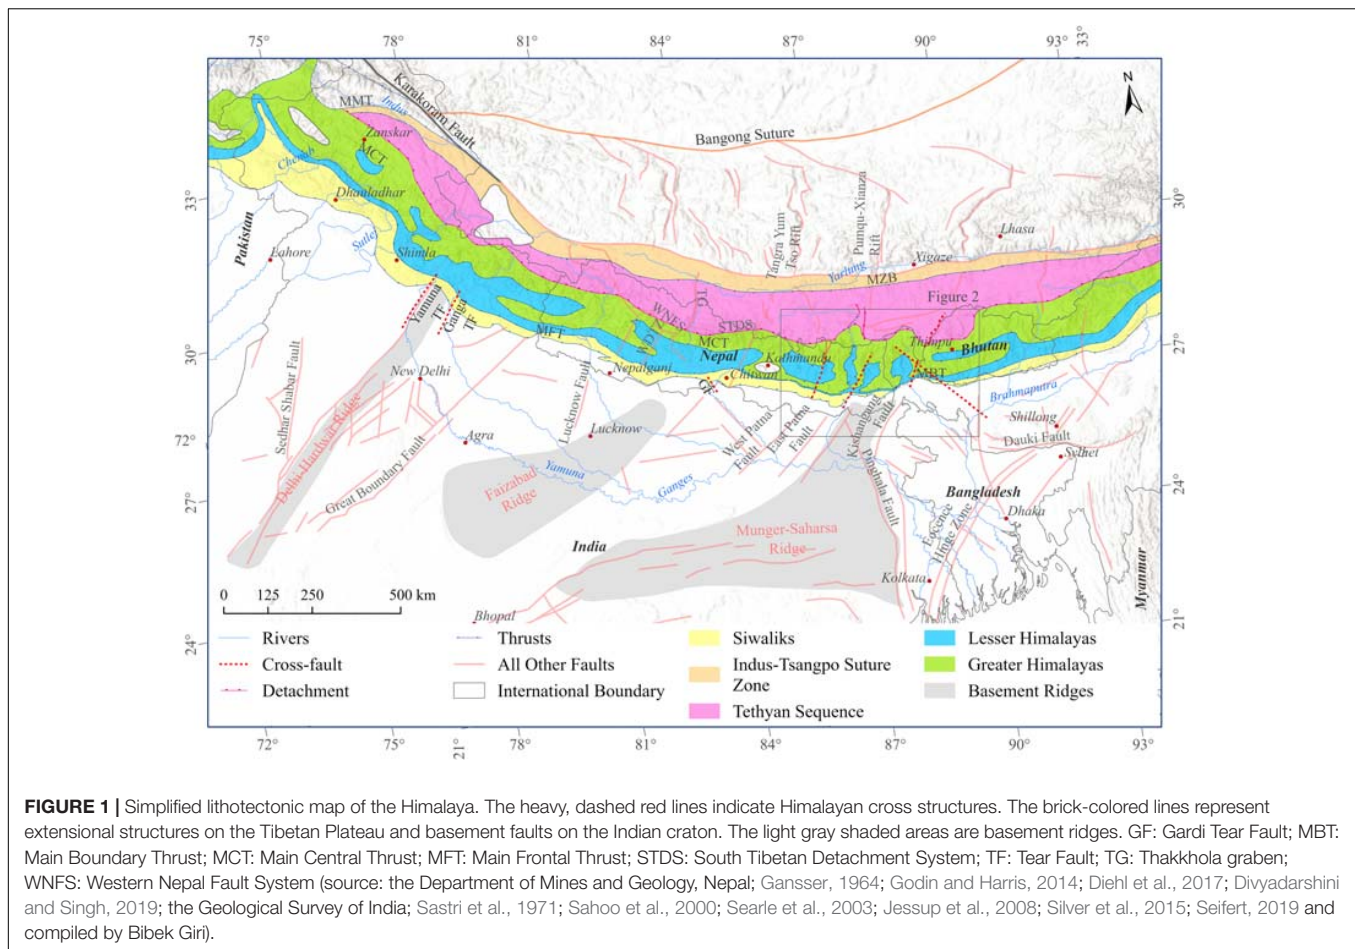 75°
78°
81°
84°
87°
90°
93°
33°
N
MMT
Indus
Karakoram Fault
Zanskar
MCT
Bangong Suture
Chenab
Dhauladhar
33°
30°
Pakistan
Lahore
Sutlej
Shimla
Tangra Yum
Tso Rift
Pumqu-Xianza
Rift
Lhasa
Xigaze
Yarlung
MZB
TG
Figure 2
Yamuna
TF
Ganga
TF
WNFS
STDS
MFT
MCT
Nepal
Kathmandu
Thimpu
Bhutan
27°
30°
Sedhar Shabar Fault
New Delhi
Nepalganj
Chitwan
GF
MBT
Brahmaputra
Lucknow Fault
Delhi-Hardwar Ridge
Great Boundary Fault
Agra
Lucknow
West Patna
Fault
East Patna
Fault
Kishanganj
Fault
Shillong
Dauki Fault
Sylhet
72°
Yamuna
Faizabad
Ridge
Ganges
Pinghala Fault
Bangladesh
24°
27°
Dhaka
Eocence
Hinge Zone
Munger-Saharsa
Ridge
India
Kolkata
Myanmar
0 125 250 500 km
Bhopal
21°
24°
Rivers
Cross-fault
Detachment
Thrusts
All Other Faults
International Boundary
Siwaliks
Indus-Tsangpo Suture
Zone
Tethyan Sequence
Lesser Himalayas
Greater Himalayas
Basement Ridges
72°
75°
21°
78°
81°
84°
87°
90°
93°
FIGURE 1 | Simplified lithotectonic map of the Himalaya. The heavy, dashed red lines indicate Himalayan cross structures. The brick-colored lines represent
extensional structures on the Tibetan Plateau and basement faults on the Indian craton. The light gray shaded areas are basement ridges. GF: Gardi Tear Fault; MBT:
Main Boundary Thrust; MCT: Main Central Thrust; MFT: Main Frontal Thrust; STDS: South Tibetan Detachment System; TF: Tear Fault; TG: Thakkhola graben;
WNFS: Western Nepal Fault System (source: the Department of Mines and Geology, Nepal; Gansser, 1964; Godin and Harris, 2014; Diehl et al., 2017; Divyadarshini
and Singh, 2019; the Geological Survey of India; Sastri et al., 1971; Sahoo et al., 2000; Searle et al., 2003; Jessup et al., 2008; Silver et al., 2015; Seifert, 2019 and
compiled by Bibek Giri).